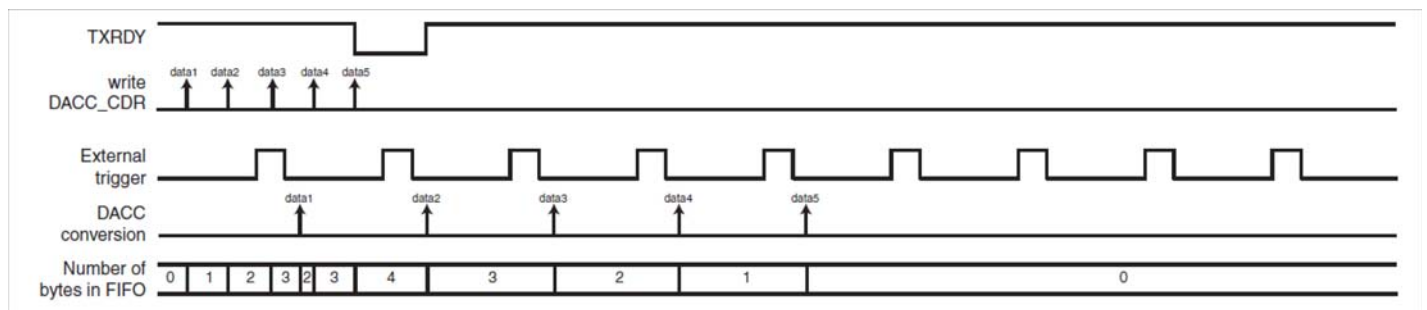 TXRDY
data1 data2 data3 data4 data5
write
DACC_CDR
External
trigger
data1 data2 data3 data4 data5
DACC
conversion
Number of
bytes in FIFO
0 1 2 3 2 3 4 3 2 1 0